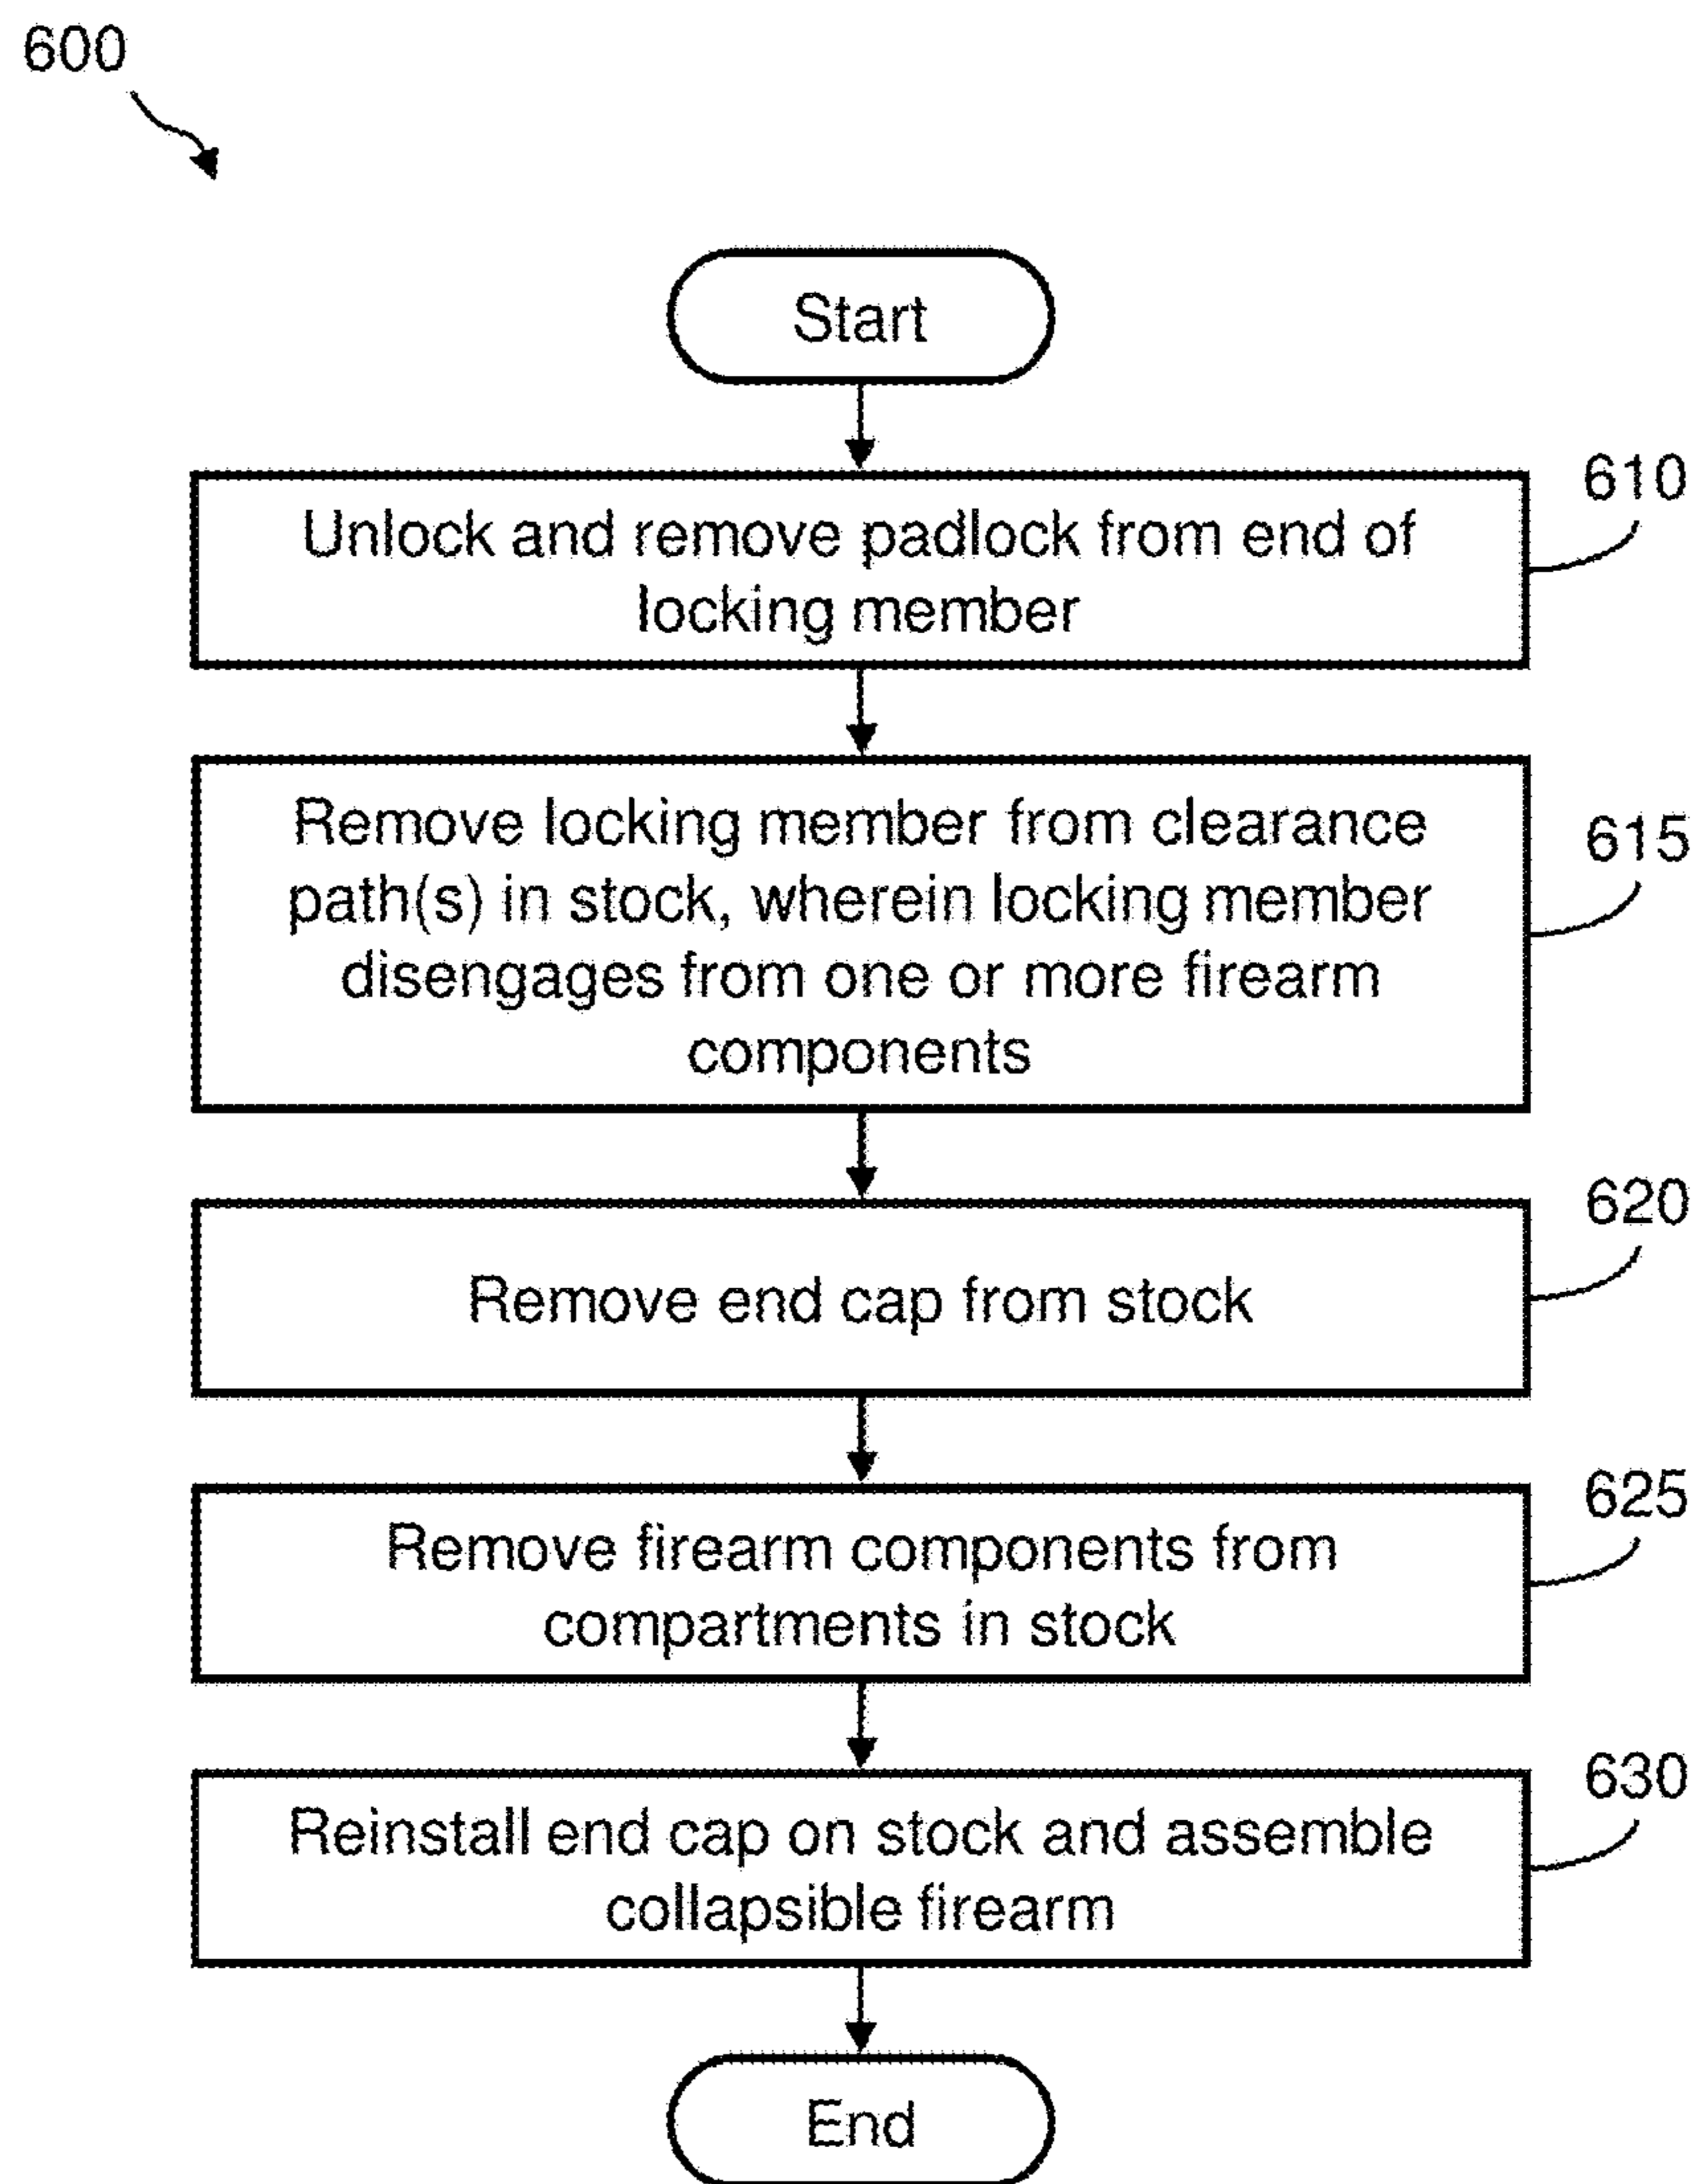 600
Start
610
Unlock and remove padlock from end of
locking member
615
Remove locking member from clearance
path(s) in stock, wherein locking member
disengages from one or more firearm
components
620
Remove end cap from stock
625
Remove firearm components from
compartments in stock
630
Reinstall end cap on stock and assemble
collapsible firearm
End